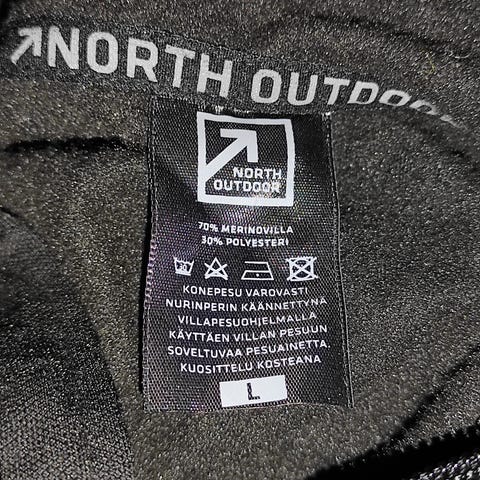 NORTH OUTDOOR
NORTH
OUTDOOR
70% MERINOVILLA
30% POLYESTERI
KONEPESU VAROVASTI
NURINPERIN KÄÄNNETTYNÄ
VILLAPESUOHJELMALLA
KÄYTTÄEN VILLAN PESUUN
SOVELTUVAA PESUAINETTA.
KUOSITTELU KOSTEANA
L